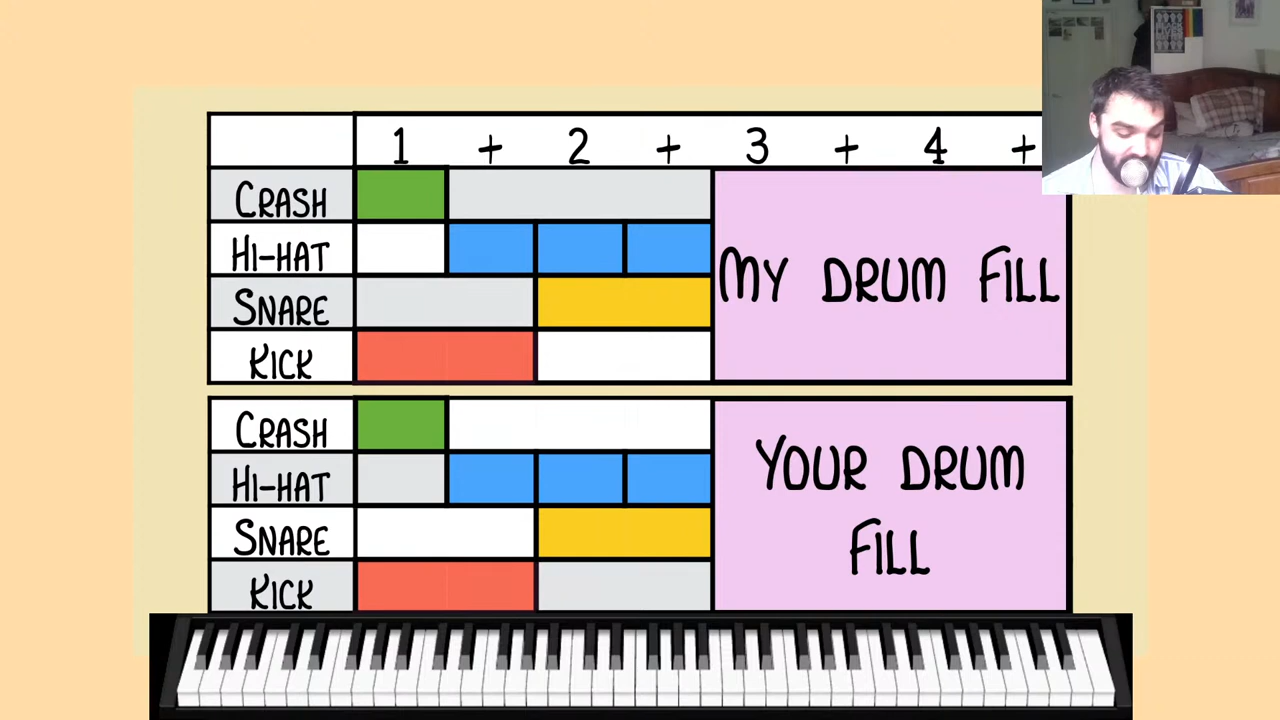 1 + 2 + 3 + 4 +
CRASH
HI-HAT
SNARE
KICK
MY DRUM FILL
CRASH
HI-HAT
SNARE
KICK
YOUR DRUM
FILL